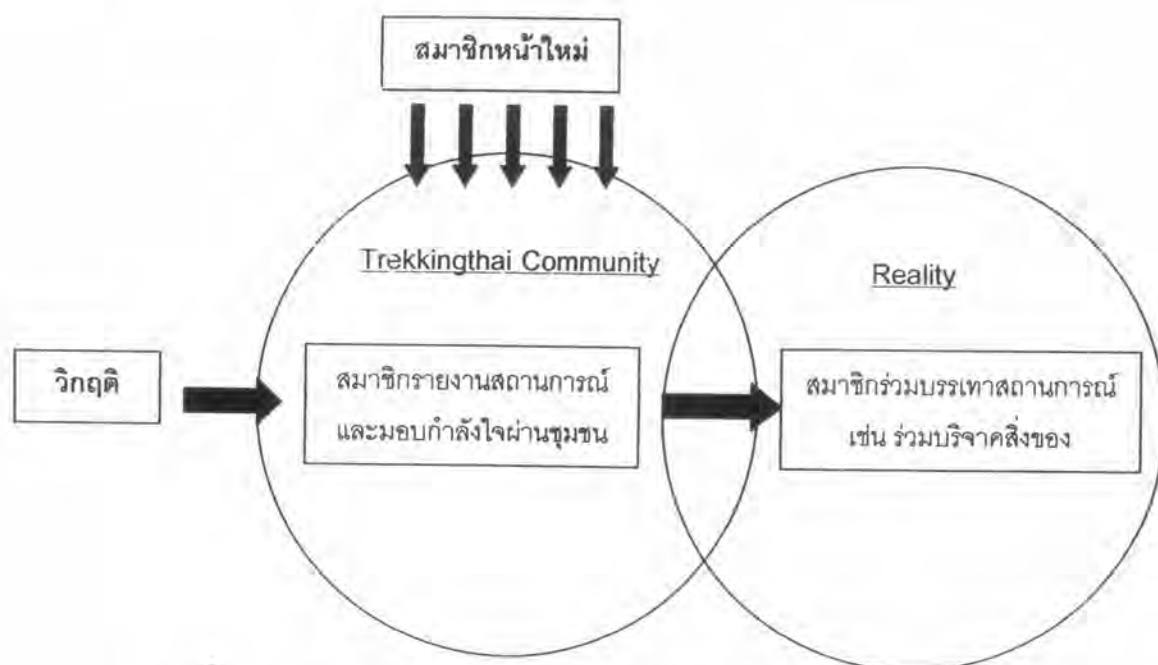 สมาชิกหน้าใหม่
Trekkingthai Community
Reality
วิกฤติ
สมาชิกรายงานสถานการณ์
และมอบกำลังใจผ่านชุมชน
สมาชิกร่วมบรรเทาสถานการณ์
เช่น ร่วมบริจาคสิ่งของ